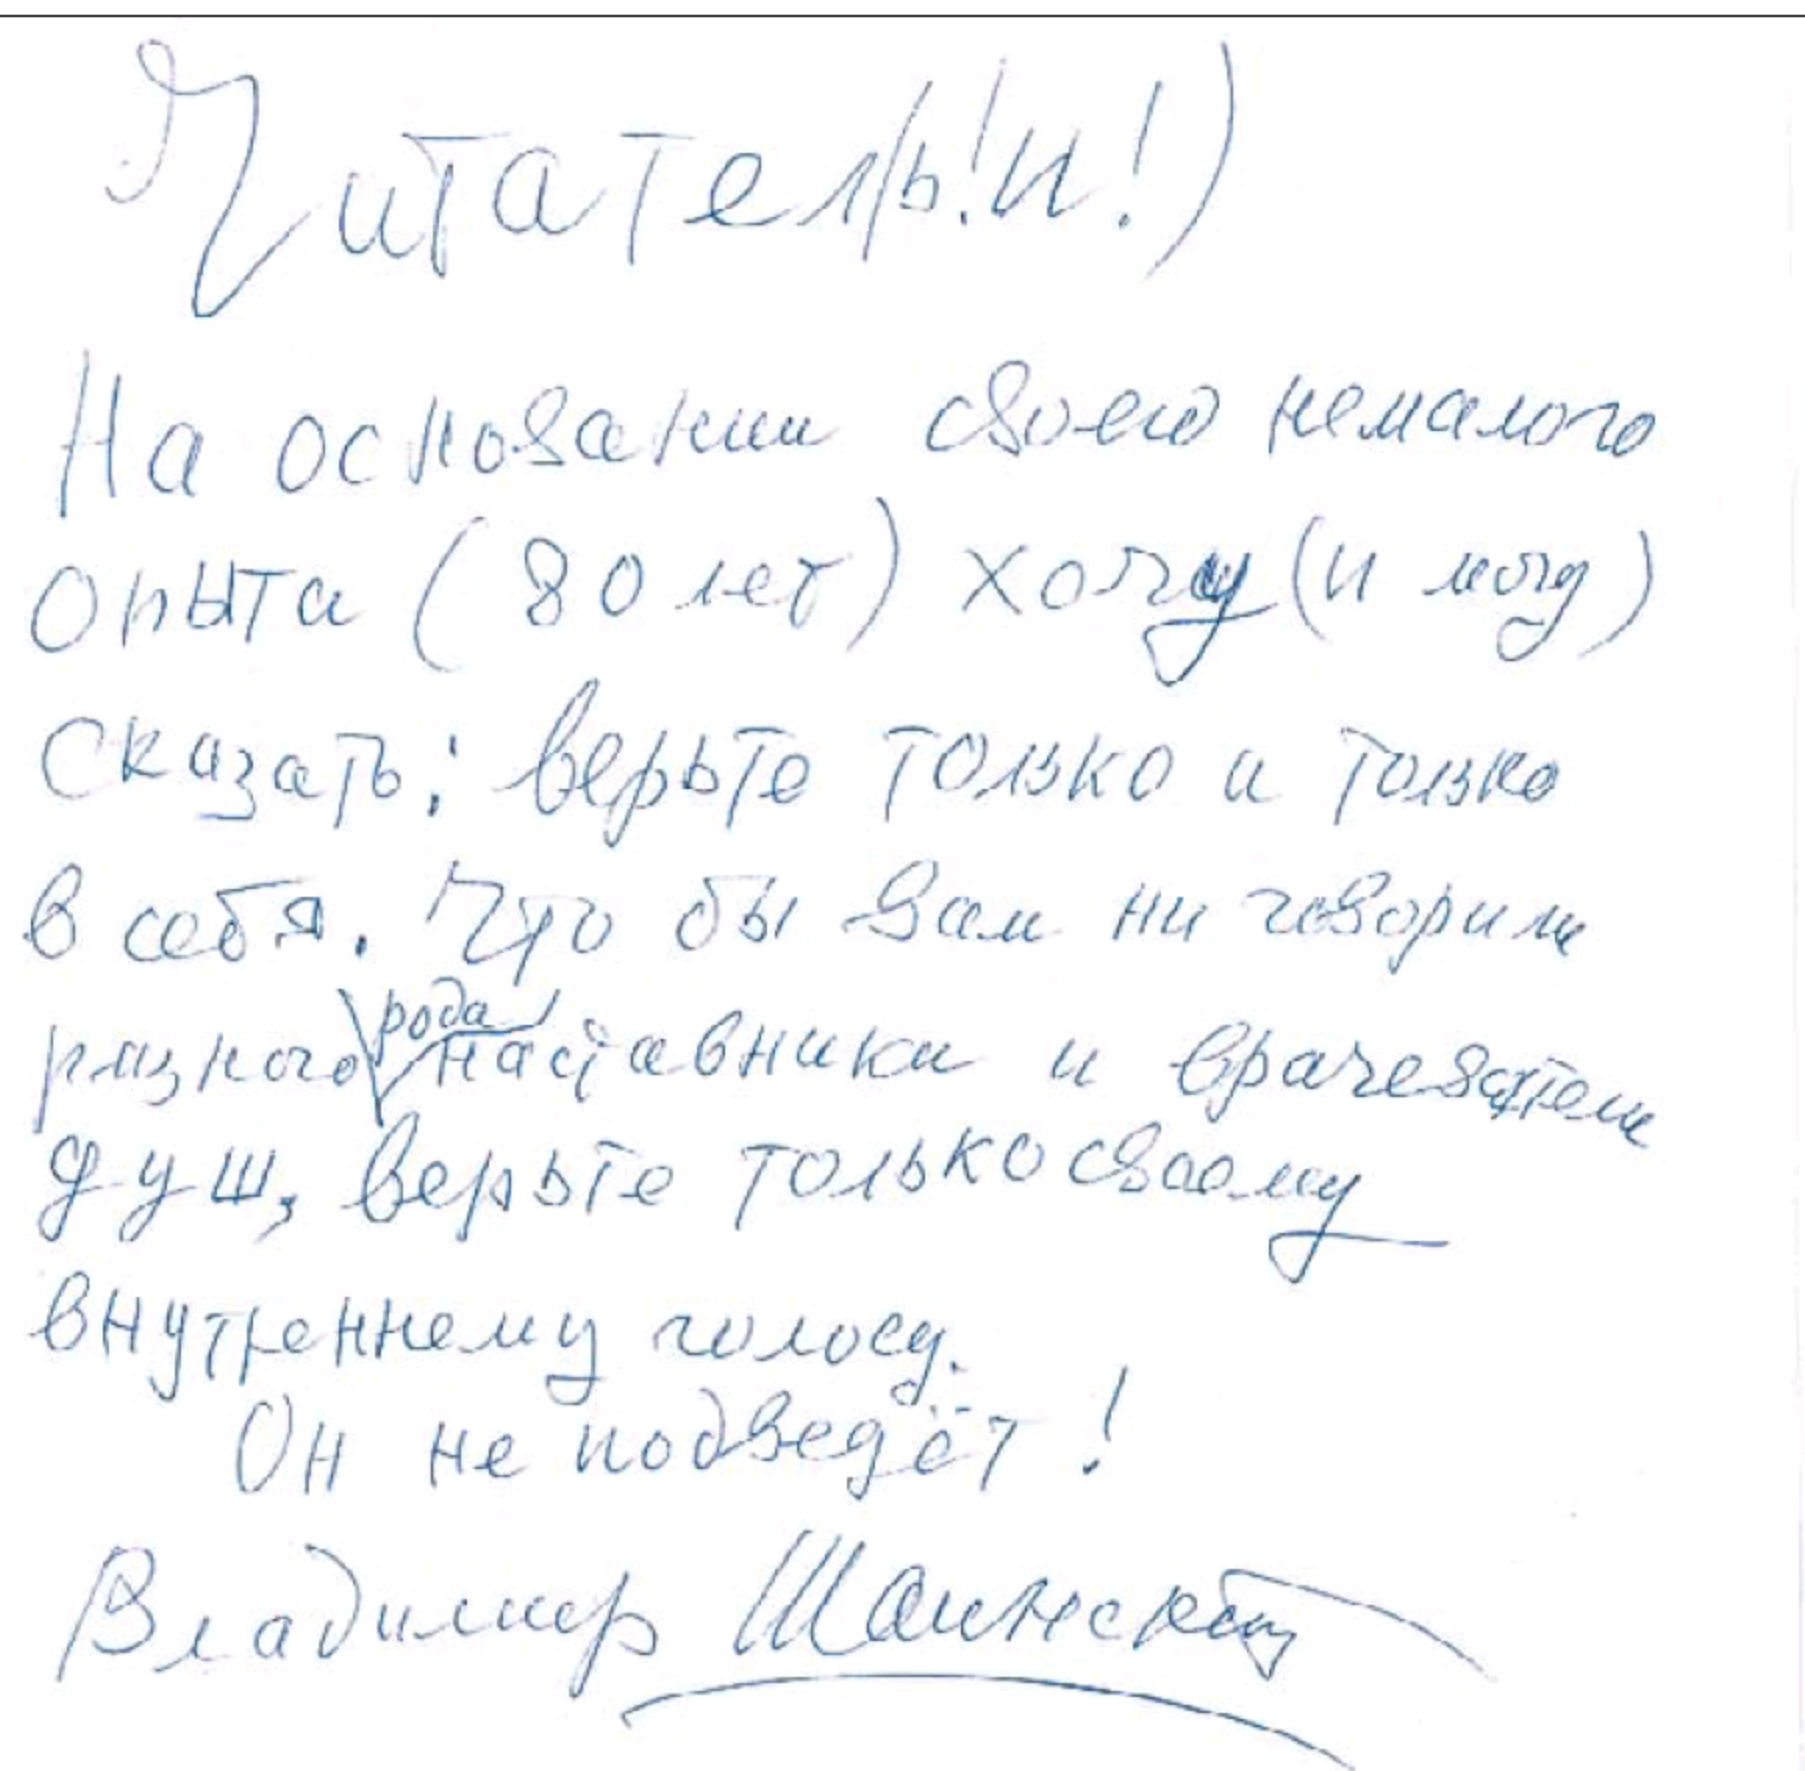 Читател(ь!и!)
На основании своего немалого
опыта (80 лет) хочу (и могу)
сказать: верьте только и только
в себя. Что бы вам ни говорили
разного рода наставники и врачеватели
душ, верьте только своему
внутреннему голосу.
Он не подведёт!
Владимир Шаинский